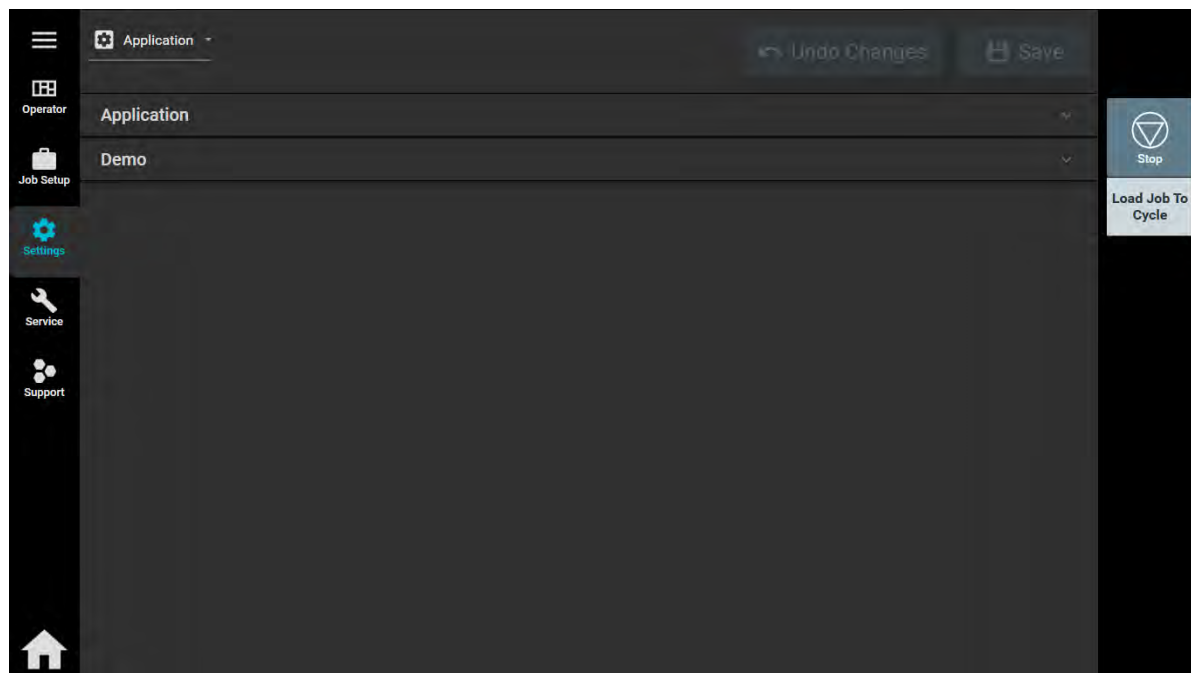 Application
Undo Changes
Save
Operator
Application
Demo
Job Setup
Settings
Service
Support
Stop
Load Job To
Cycle